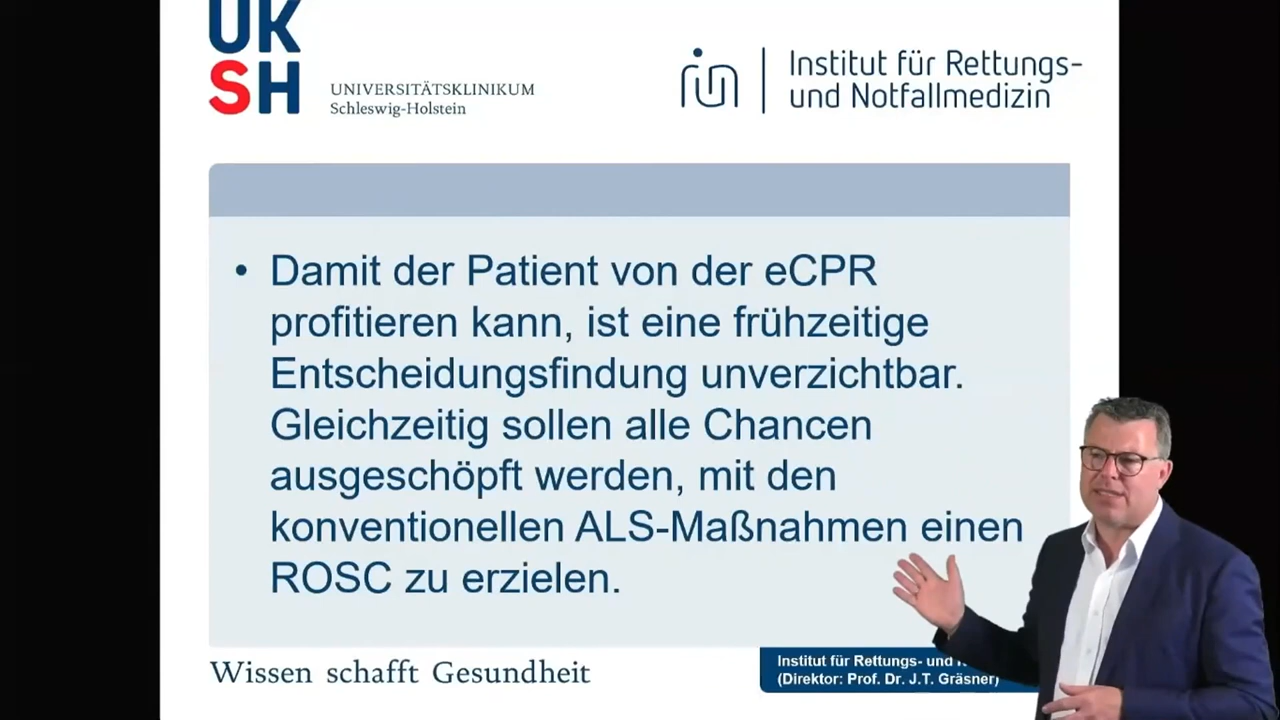 UK
SH
UNIVERSITÄTSKLINIKUM
Schleswig-Holstein
Institut für Rettungs-
und Notfallmedizin
• Damit der Patient von der eCPR
profitieren kann, ist eine frühzeitige
Entscheidungsfindung unverzichtbar.
Gleichzeitig sollen alle Chancen
ausgeschöpft werden, mit den
konventionellen ALS-Maßnahmen einen
ROSC zu erzielen.
Wissen schafft Gesundheit
Institut für Rettungs- und
(Direktor: Prof. Dr. J.T. Gräsner)